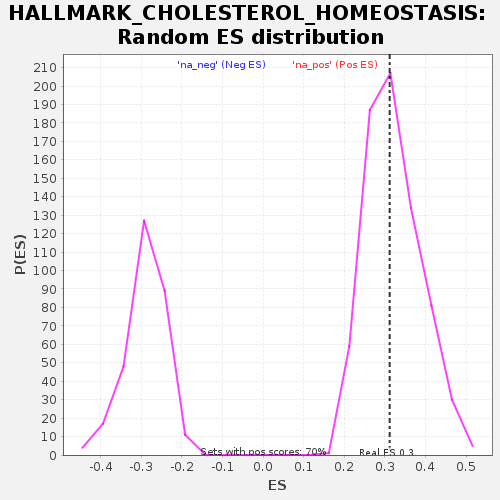 HALLMARK_CHOLESTEROL_HOMEOSTASIS:
Random ES distribution
'na_neg' (Neg ES) 'na_pos' (Pos ES)
210
200
190
180
170
160
150
140
130
120
110
100
90
80
70
60
50
40
30
20
10
0
P(ES)
Sets with pos scores: 70%
Real ES 0.3
-0.4 -0.3 -0.2 -0.1 0.0 0.1 0.2 0.3 0.4 0.5
ES